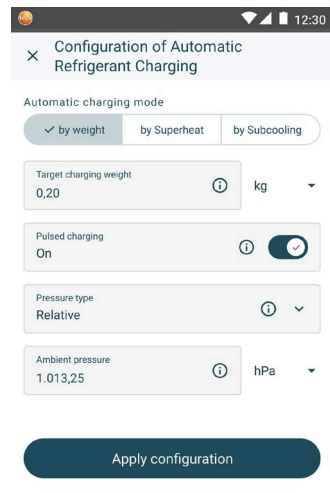 12:30
Configuration of Automatic
Refrigerant Charging
Automatic charging mode
by weight by Superheat by Subcooling
Target charging weight
0,20 kg
Pulsed charging
On
Pressure type
Relative
Ambient pressure
1.013,25 hPa
Apply configuration